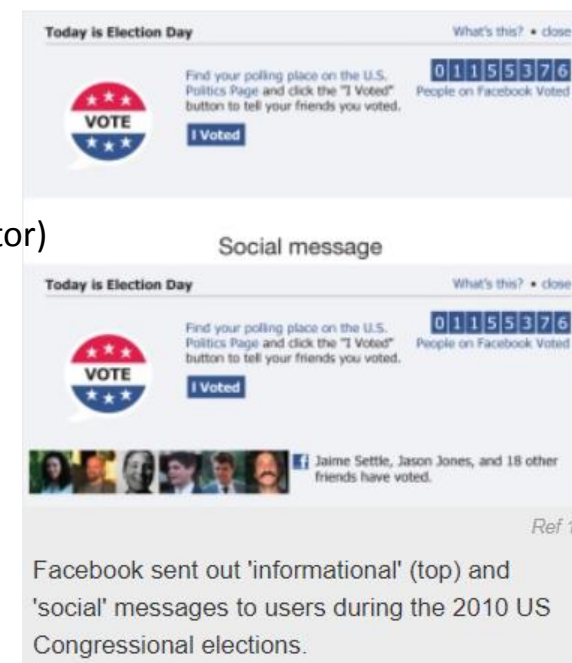 Today is Election Day
What's this? • close
Find your polling place on the U.S.
Politics Page and click the "I Voted"
button to tell your friends you voted.
I Voted
VOTE
0 1 1 5 5 3 7 6
People on Facebook Voted
tor)
Social message
Today is Election Day
What's this? • close
Find your polling place on the U.S.
Politics Page and click the "I Voted"
button to tell your friends you voted.
I Voted
VOTE
0 1 1 5 5 3 7 6
People on Facebook Voted
f Jaime Settle, Jason Jones, and 18 other
friends have voted.
Ref 1
Facebook sent out 'informational' (top) and
'social' messages to users during the 2010 US
Congressional elections.